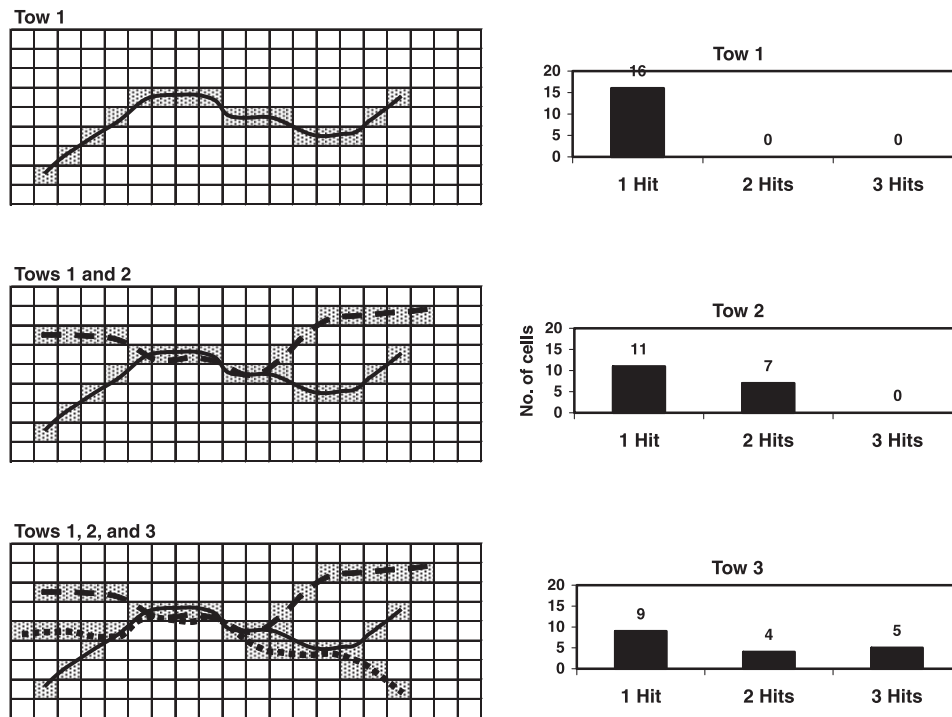 Tow 1
Tow 1
20
15
10
5
0
16
0
0
1 Hit
2 Hits
3 Hits
Tows 1 and 2
Tow 2
No. of cells
20
15
10
5
0
11
7
0
1 Hit
2 Hits
3 Hits
Tows 1, 2, and 3
Tow 3
20
15
10
5
0
9
4
5
1 Hit
2 Hits
3 Hits